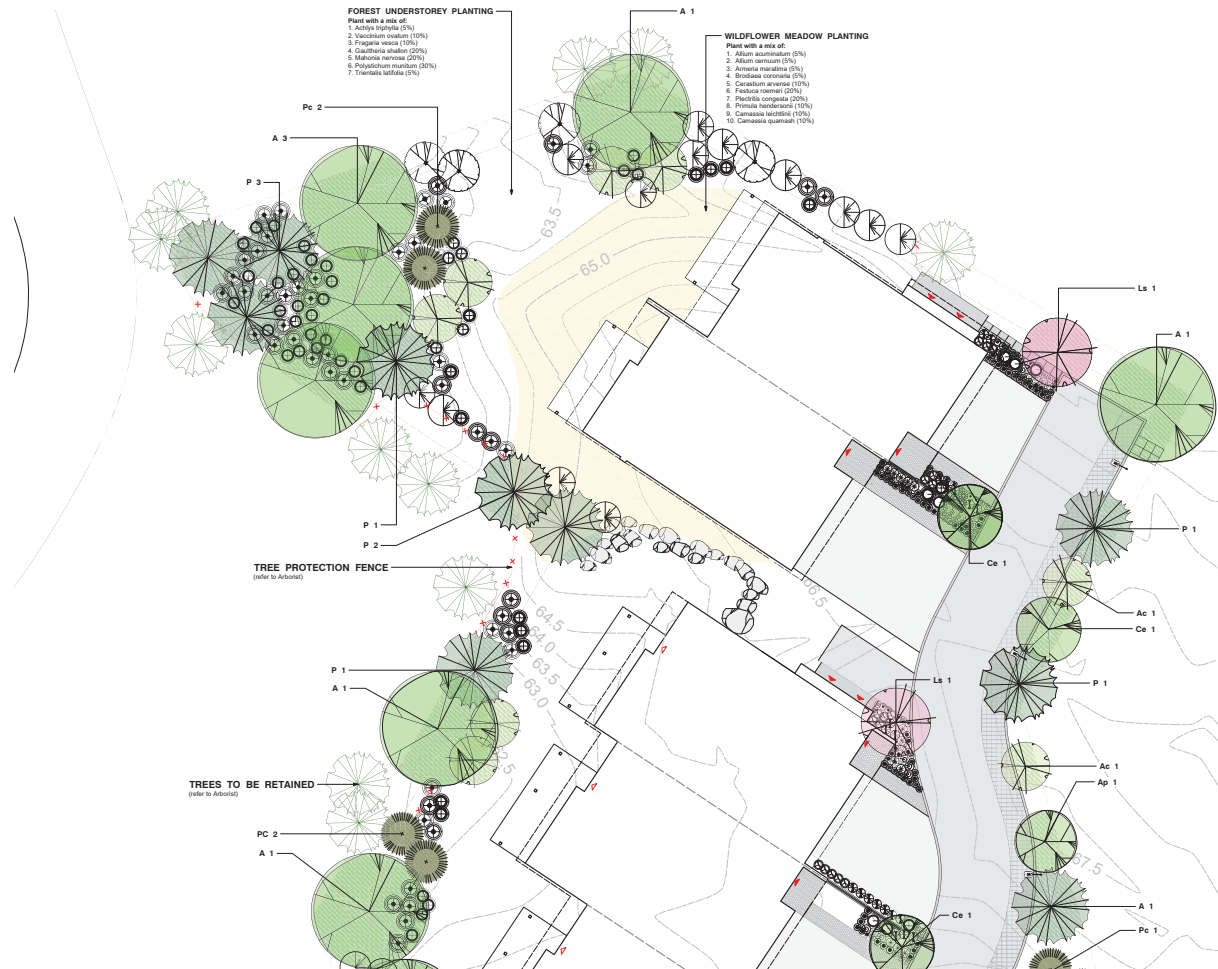 FOREST UNDERSTOREY PLANTING
Plant with a mix of:
1. Achlys triphylla (5%)
2. Vaccinium ovatum (10%)
3. Fragaria vesca (10%)
4. Gaultheria shallon (20%)
5. Mahonia nervosa (20%)
6. Polystichum munitum (30%)
7. Trientalis latifolia (5%)
A 1
WILDFLOWER MEADOW PLANTING
Plant with a mix of:
1. Allium acuminatum (5%)
2. Allium cernuum (5%)
3. Armeria maratima (5%)
4. Brodiaea coronaria (5%)
5. Cerastium arvense (10%)
6. Festuca roemeri (20%)
7. Plectritis congesta (20%)
8. Primula hendersonii (10%)
9. Camassia leichtlinii (10%)
10. Camassia quamash (10%)
Pc 2
A 3
P 3
63.5
65.0
Ls 1
A 1
P 1
P 2
P 1
TREE PROTECTION FENCE
(refer to Arborist)
Ce 1
66.5
Ac 1
Ce 1
64.5
64.0
63.5
63.0
62.5
P 1
A 1
Ls 1
P 1
TREES TO BE RETAINED
(refer to Arborist)
Ac 1
Ap 1
PC 2
A 1
67.5
A 1
Ce 1
Pc 1